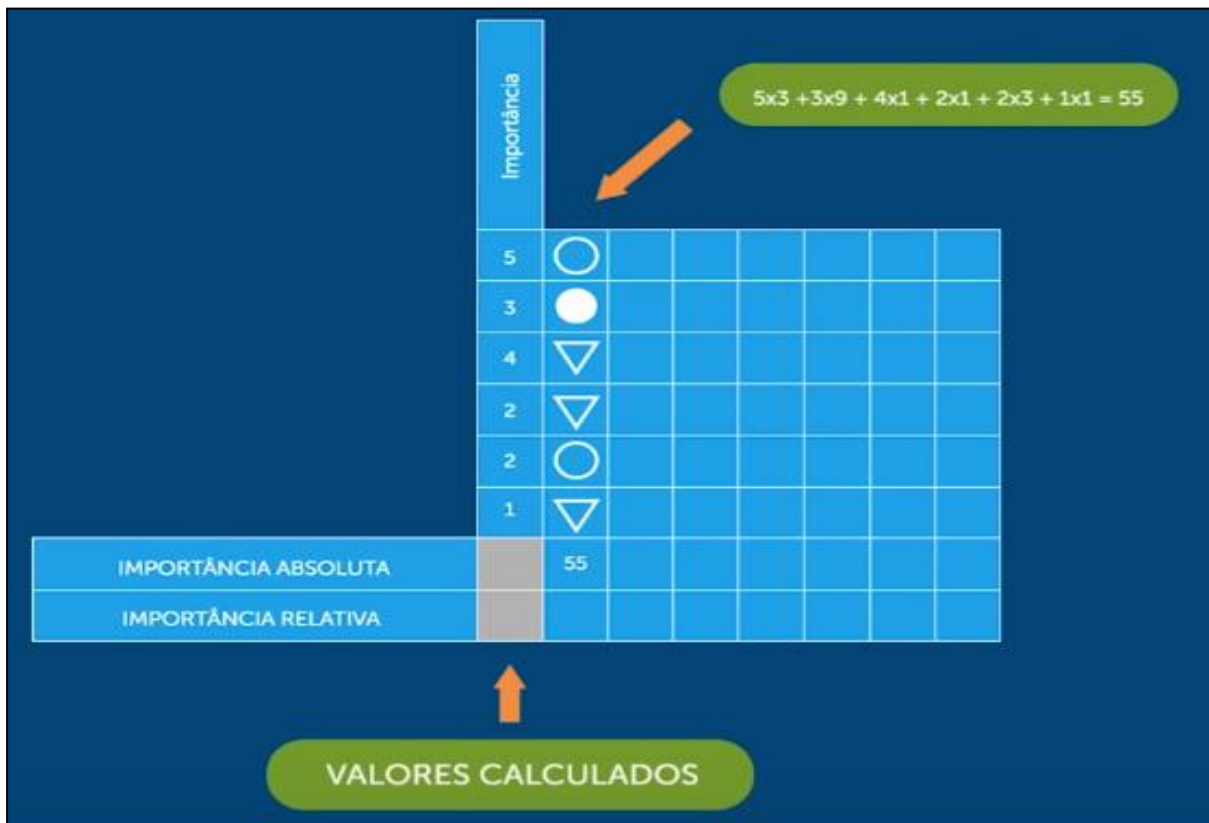 Importância
5x3 +3x9 + 4x1 + 2x1 + 2x3 + 1x1 = 55
5
3
4
2
2
1
IMPORTÂNCIA ABSOLUTA 55
IMPORTÂNCIA RELATIVA
VALORES CALCULADOS